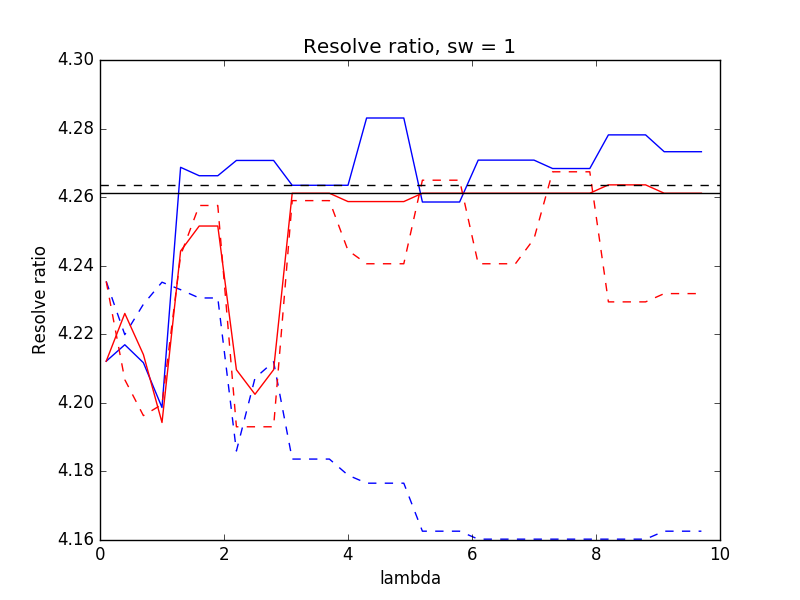 Resolve ratio, sw = 1
4.30
4.28
4.26
4.24
4.22
4.20
4.18
4.16
Resolve ratio
0 2 4 6 8 10
lambda